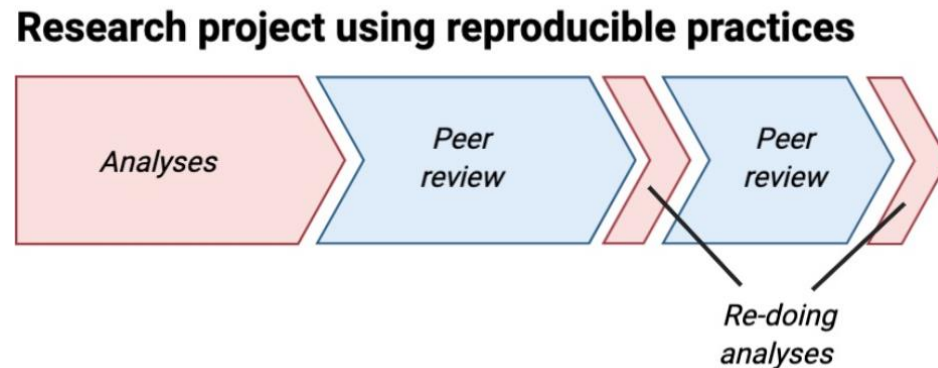 Research project using reproducible practices
Analyses
Peer
review
Peer
review
Re-doing
analyses